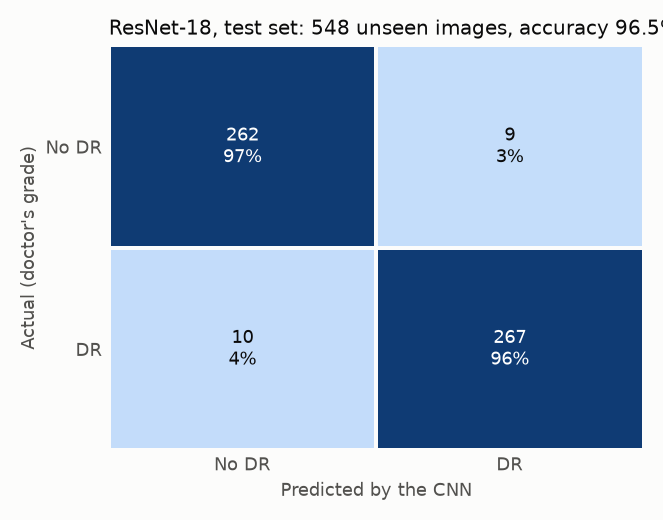 ResNet-18, test set: 548 unseen images, accuracy 96.5
Actual (doctor's grade)
No DR
262
97%
9
3%
DR
10
4%
267
96%
No DR
DR
Predicted by the CNN